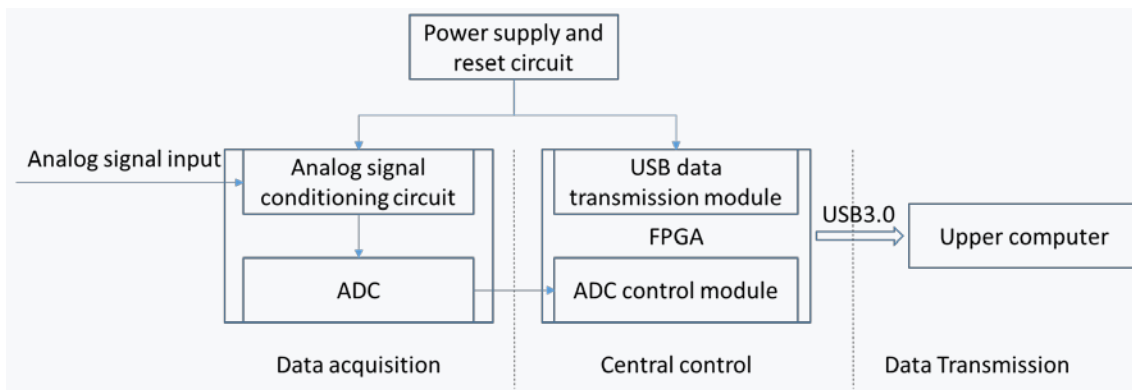 Power supply and
reset circuit
Analog signal input
Analog signal
conditioning circuit
USB data
transmission module
USB3.0
FPGA
Upper computer
ADC
ADC control module
Data acquisition
Central control
Data Transmission